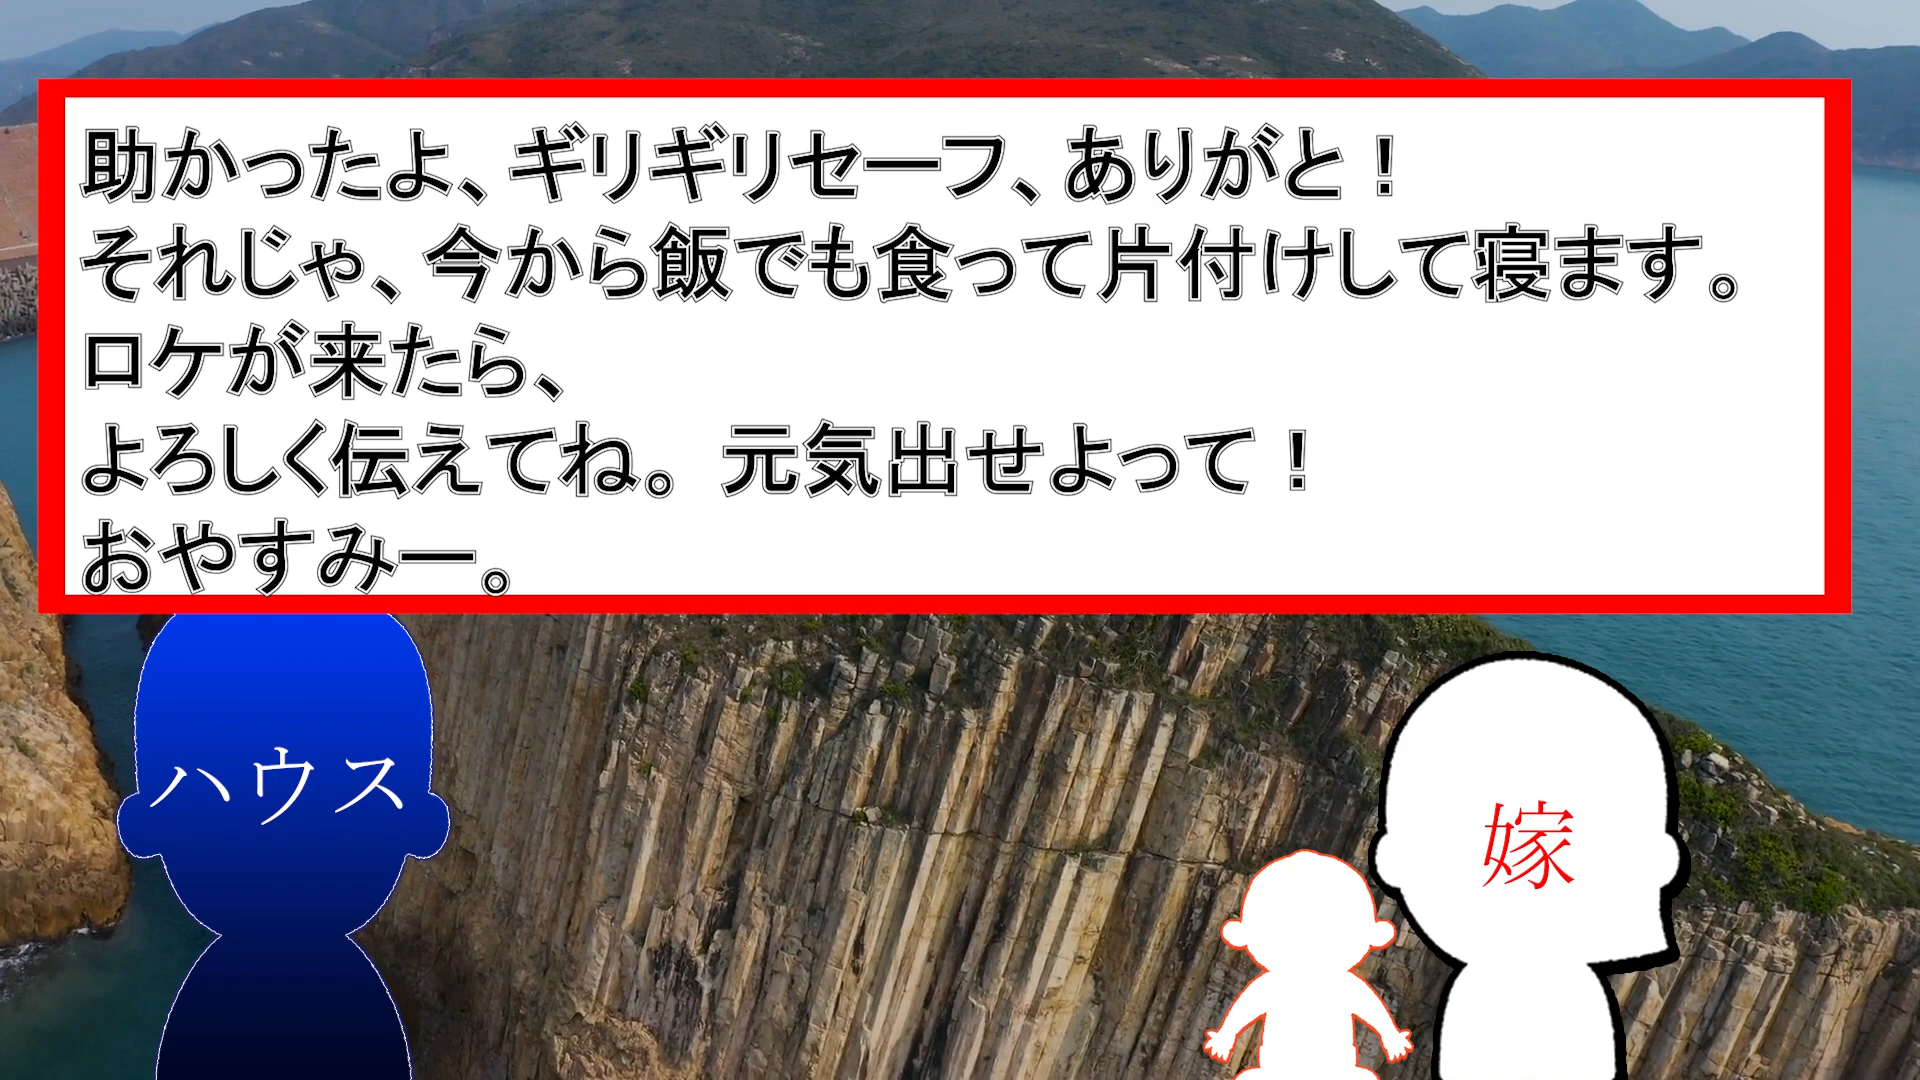 助かったよ、ギリギリセーフ、ありがと！
それじゃ、今から飯でも食って片付けして寝ます。
ロケが来たら、
よろしく伝えてね。元気出せよって！
おやすみー。
ハウス
嫁